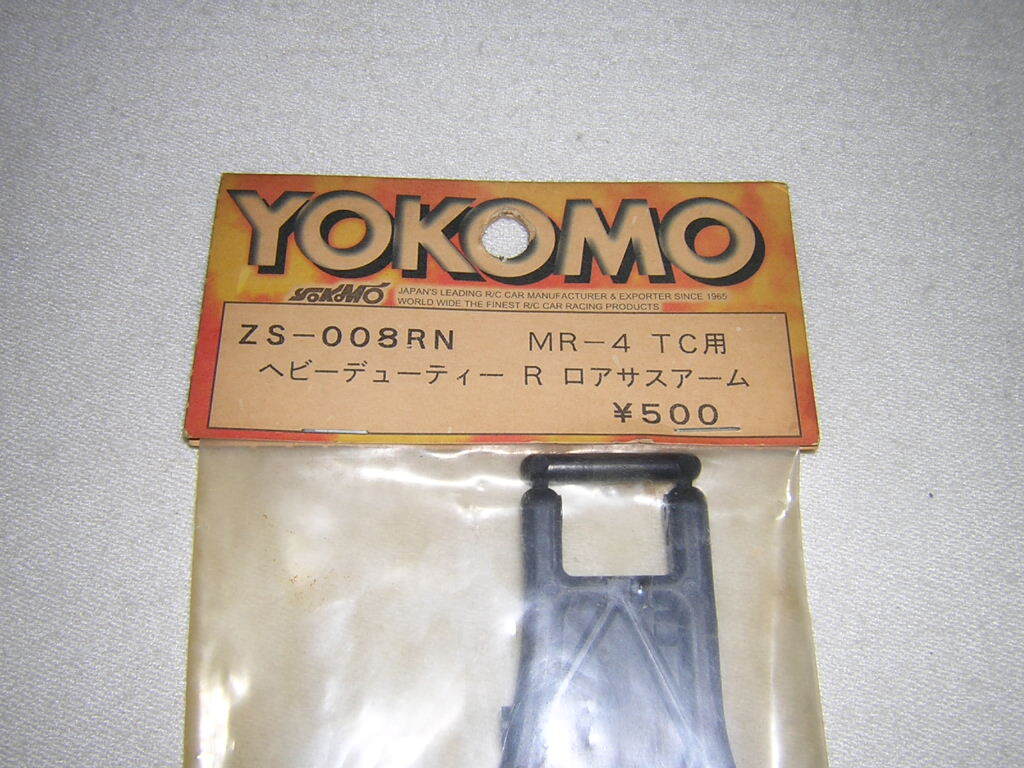 YOKOMO
YOKOMO JAPAN'S LEADING R/C CAR MANUFACTURER & EXPORTER SINCE 1965
WORLD WIDE THE FINEST R/C CAR RACING PRODUCTS
ZS-008RN MR-4 TC用
ヘビーデューティー R ロアサスアーム
¥500